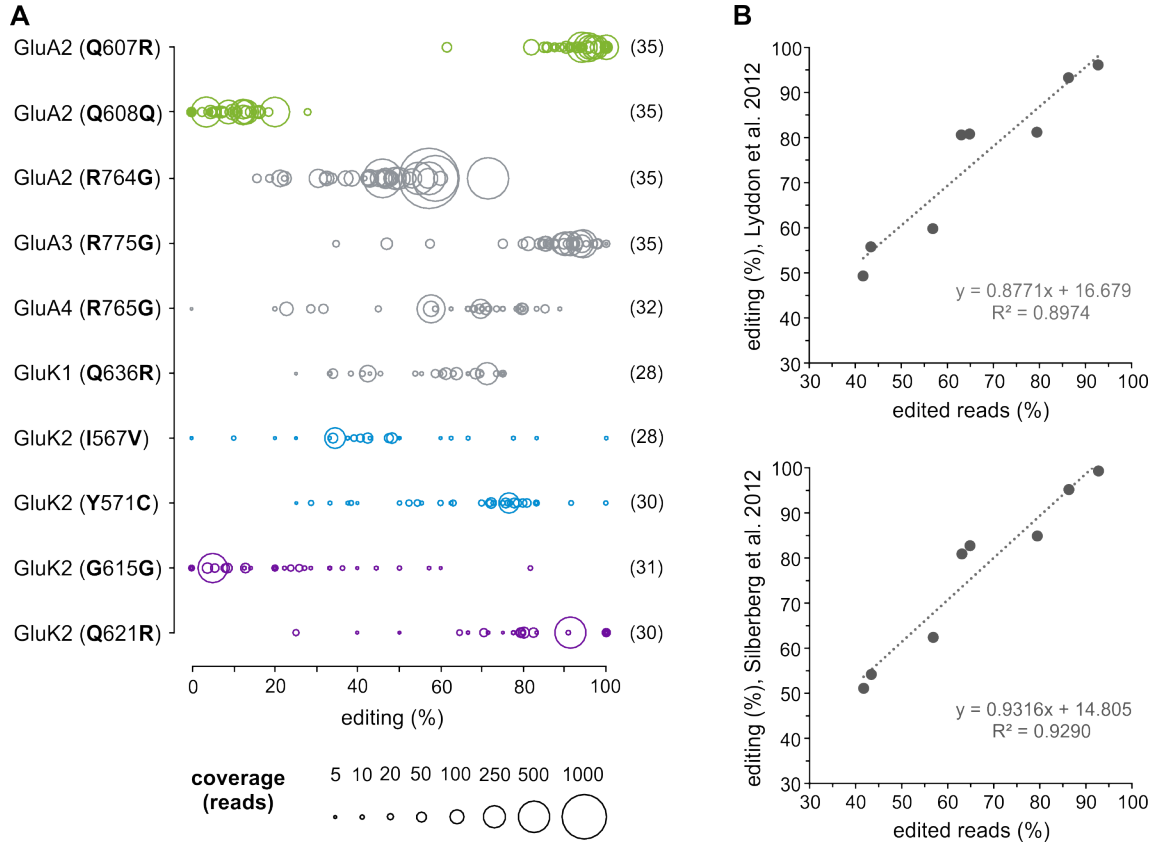 A
GluA2 (Q607R) (35)
GluA2 (Q608Q) (35)
GluA2 (R764G) (35)
GluA3 (R775G) (35)
GluA4 (R765G) (32)
GluK1 (Q636R) (28)
GluK2 (I567V) (28)
GluK2 (Y571C) (30)
GluK2 (G615G) (31)
GluK2 (Q621R) (30)
0 20 40 60 80 100
editing (%)
coverage
(reads)
5 10 20 50 100 250 500 1000
B
editing (%), Lyddon et al. 2012
100
90
80
70
60
50
40
30
y = 0.8771x + 16.679
R² = 0.8974
30 40 50 60 70 80 90 100
edited reads (%)
editing (%), Silberberg et al. 2012
100
90
80
70
60
50
40
30
y = 0.9316x + 14.805
R² = 0.9290
30 40 50 60 70 80 90 100
edited reads (%)